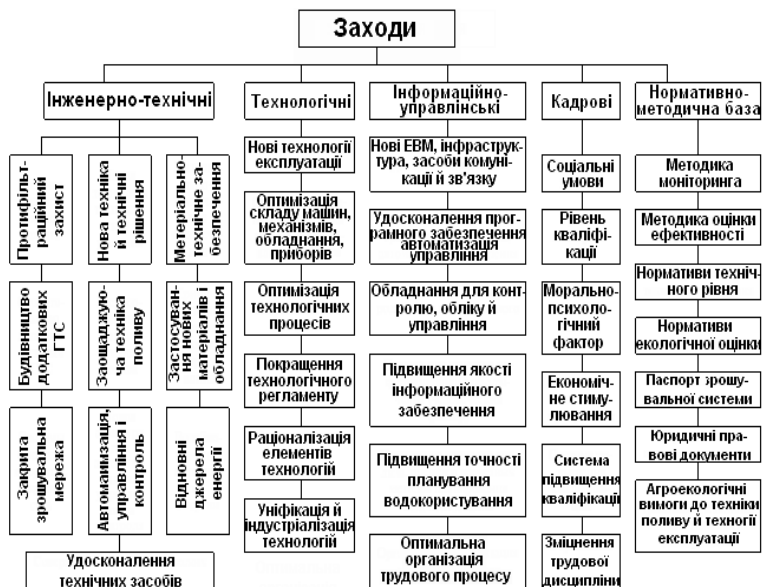 Заходи
Інженерно-технічні
Протифільт-
раційний
захист
Нова техніка
й технічні
рішення
Метеріально-
технічне за-
безпечення
Будівництво
додаткових
ГТС
Заощаджую-
ча техніка
поливу
Застосуван-
ня нових
матеріалів і
обладнання
Закрита
зрошувальна
мережа
Автомаимзація,
управління і
контроль
Відновні
джерела
енергії
Удосконалення
технічних засобів
Технологічні
Нові технології
експлуатації
Оптимізація
складу машин,
механізмів,
обладнання,
приборів
Оптимізація
технологічних
процесів
Покращення
технологічного
регламенту
Раціоналізація
елементів
технологій
Уніфікація й
індустріалізація
технологій
Інформаційно-
управлінські
Нові ЕВМ, інфраструк-
тура, засоби комуні-
кації й зв'язку
Удосконалення прог-
рамного забезпечення
автоматизація
управління
Обладнання для конт-
ролю, обліку й
управління
Підвищення якості
інформаційного
забезпечення
Підвищення точності
планування
водокористування
Оптимальна
організація
трудового процесу
Кадрові
Соціальні
умови
Рівень
кваліфі-
кації
Морально-
психоло-
гічний
фактор
Економіч-
не стиму-
лювання
Система
підвищення
кваліфікації
Зміцнення
трудової
дисципліни
Нормативно-
методична база
Методика
моніторинга
Методика оцінки
ефективності
Нормативи техніч-
ного рівня
Нормативи
екологічної оцінки
Паспорт зрошу-
вальної системи
Юридичні пра-
вові документи
Агроекологічні
вимоги до техніки
поливу й техногії
експлуатації